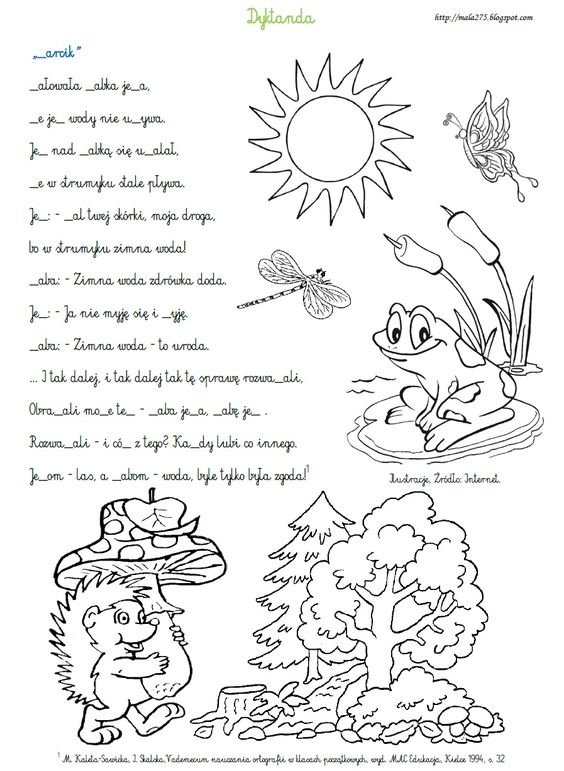 Dyktanda
http://mala275.blogspot.com
„_arcik”
_ałowała _abka je_a,
_e je_ wody nie u_ywa.
Je_ nad _abką się u_alał,
_e w strumyku stale pływa.
Je_: - _al twej skórki, moja droga,
bo w strumyku zimna woda!
_aba: - Zimna woda zdrówka doda.
Je_: - Ja nie myję się i _yję.
_aba: - Zimna woda - to uroda.
... I tak dalej, i tak dalej tak tę sprawę rozwa_ali,
Obra_ali mo_e te_ - _aba je_a, _abę je_ .
Rozwa_ali - i có_ z tego? Ka_dy lubi co innego.
Je_om - las, a _abom - woda, byle tylko była zgoda!¹
Ilustracje, Źródło: Internet.
¹ M. Kaleta-Sawicka, I. Skalska, Vademecum nauczania ortografii w klasach początkowych, wyd. MAC Edukacja, Kielce 1994, s. 32